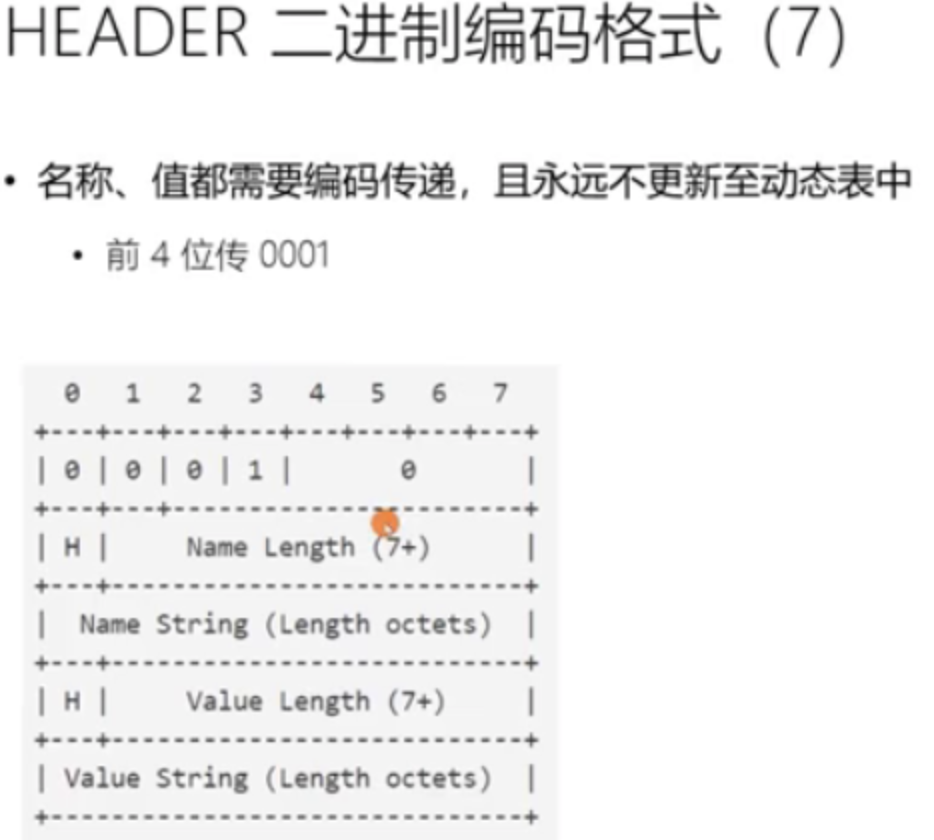 HEADER 二进制编码格式（7）
• 名称、值都需要编码传递，且永远不更新至动态表中
• 前 4 位传 0001
  0   1   2   3   4   5   6   7
+---+---+---+---+---+---+---+---+
| 0 | 0 | 0 | 1 |       0       |
+---+---+-----------------------+
| H |     Name Length (7+)      |
+---+---------------------------+
|  Name String (Length octets)  |
+---+---------------------------+
| H |     Value Length (7+)     |
+---+---------------------------+
| Value String (Length octets)  |
+-------------------------------+